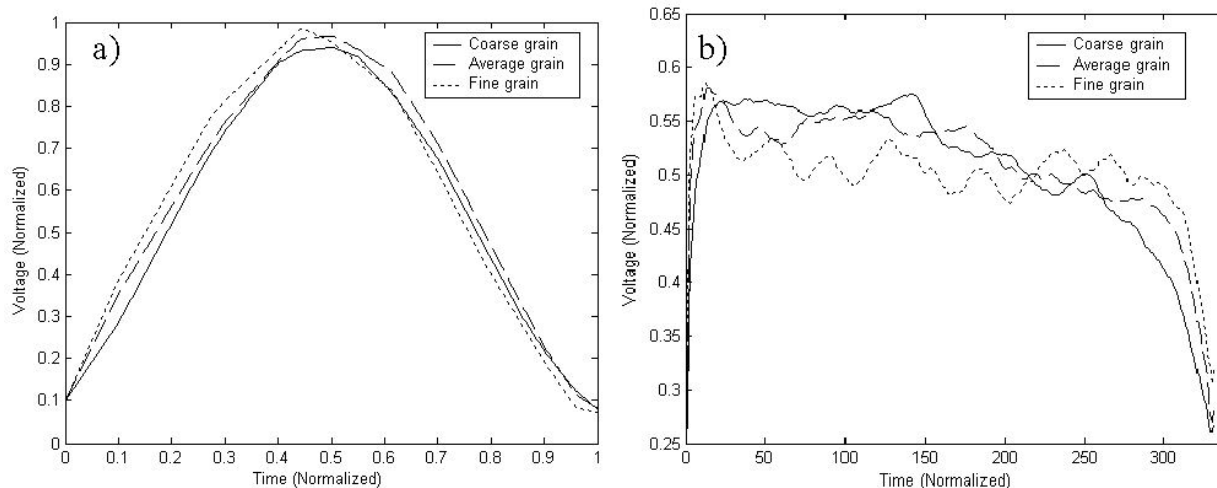 a)
Coarse grain
Average grain
Fine grain
1
0.9
0.8
0.7
0.6
0.5
0.4
0.3
0.2
0.1
0
Voltage (Normalized)
0 0.1 0.2 0.3 0.4 0.5 0.6 0.7 0.8 0.9 1
Time (Normalized)
b)
Coarse grain
Average grain
Fine grain
0.65
0.6
0.55
0.5
0.45
0.4
0.35
0.3
0.25
Voltage (Normalized)
0 50 100 150 200 250 300
Time (Normalized)